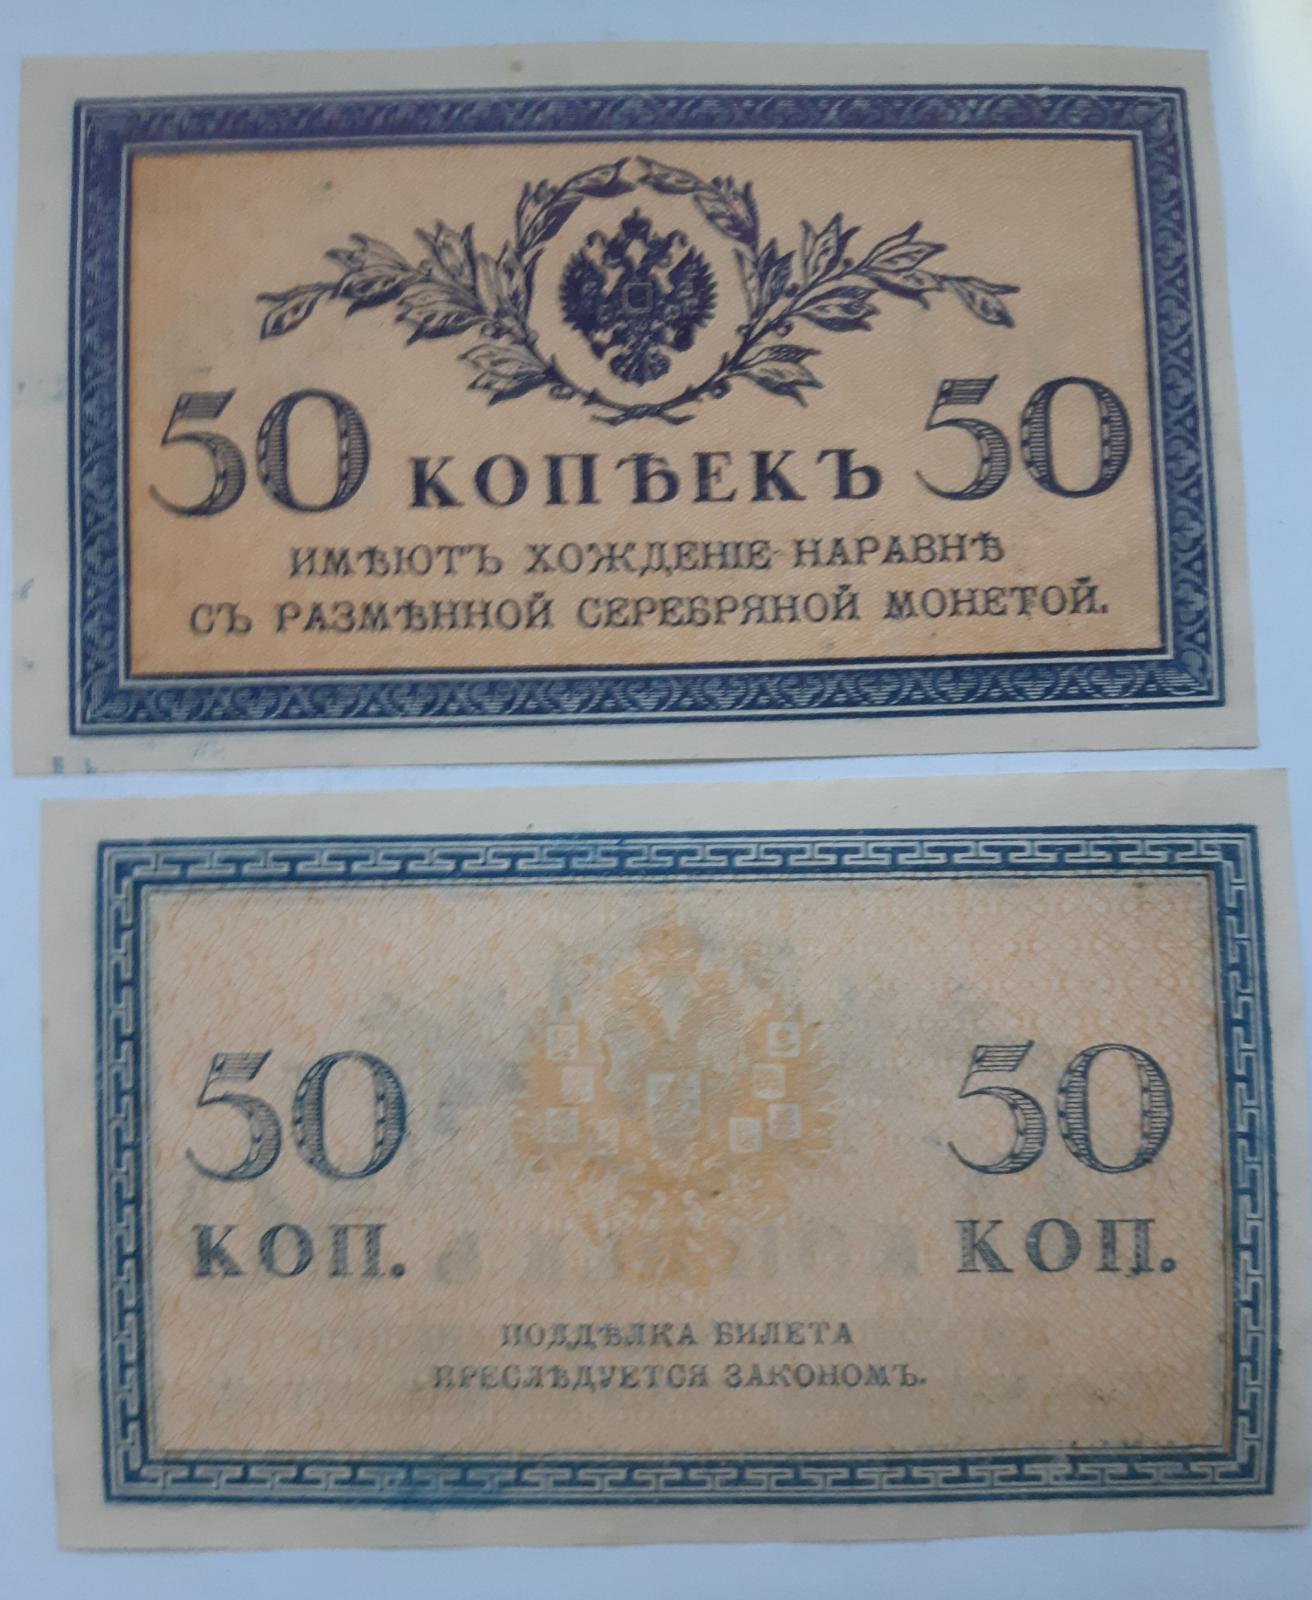 50 КОПѢЕКЪ 50
ИМѢЮТЪ ХОЖДЕНІЕ НАРАВНѢ
СЪ РАЗМѢННОЙ СЕРЕБРЯНОЙ МОНЕТОЙ.
50 50
КОП. КОП.
ПОДДѢЛКА БИЛЕТА
ПРЕСЛѢДУЕТСЯ ЗАКОНОМЪ.